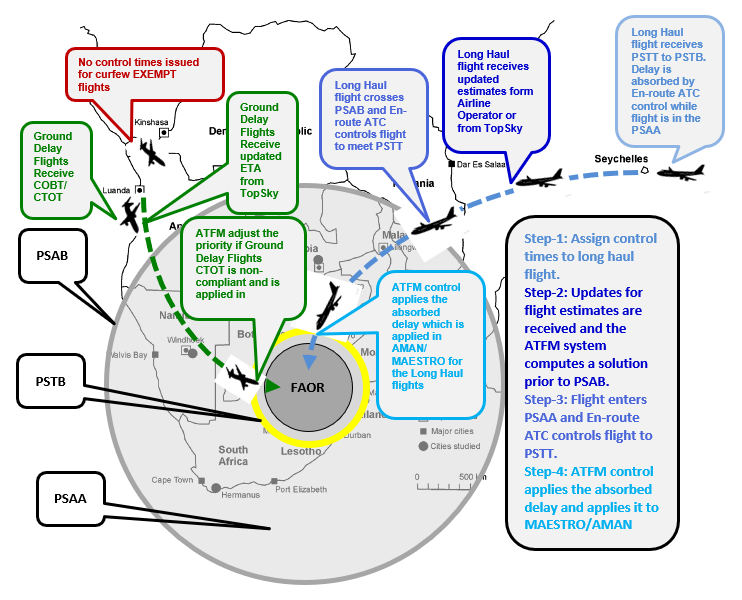 No control times issued
for curfew EXEMPT
flights
Ground
Delay
Flights
Receive
COBT/
CTOT
Ground
Delay
Flights
Receive
updated
ETA
from
TopSky
Long Haul
flight crosses
PSAB and En-
route ATC
controls flight
to meet PSTT
Long Haul
flight receives
updated
estimates form
Airline
Operator or
from TopSky
Long Haul
flight receives
PSTT to PSTB.
Delay is
absorbed by
En-route ATC
control while
flight is in the
PSAA
Kinshasa
Luanda
Dar Es Salaa
Seychelles
ATFM adjust the
priority if Ground
Delay Flights
CTOT is non-
compliant and is
applied in
PSAB
PSTB
PSAA
ATFM control
applies the
absorbed
delay which is
applied in
AMAN/
MAESTRO for
the Long Haul
flights
Step-1: Assign control
times to long haul
flight.
Step-2: Updates for
flight estimates are
received and the
ATFM system
computes a solution
prior to PSAB.
Step-3: Flight enters
PSAA and En-route
ATC controls flight to
PSTT.
Step-4: ATFM control
applies the absorbed
delay and applies it to
MAESTRO/AMAN
Windhoek
FAOR
South
Africa
Lesotho
Cape Town
Hermanus
Port Elizabeth
Major cities
Cities studied
0
500